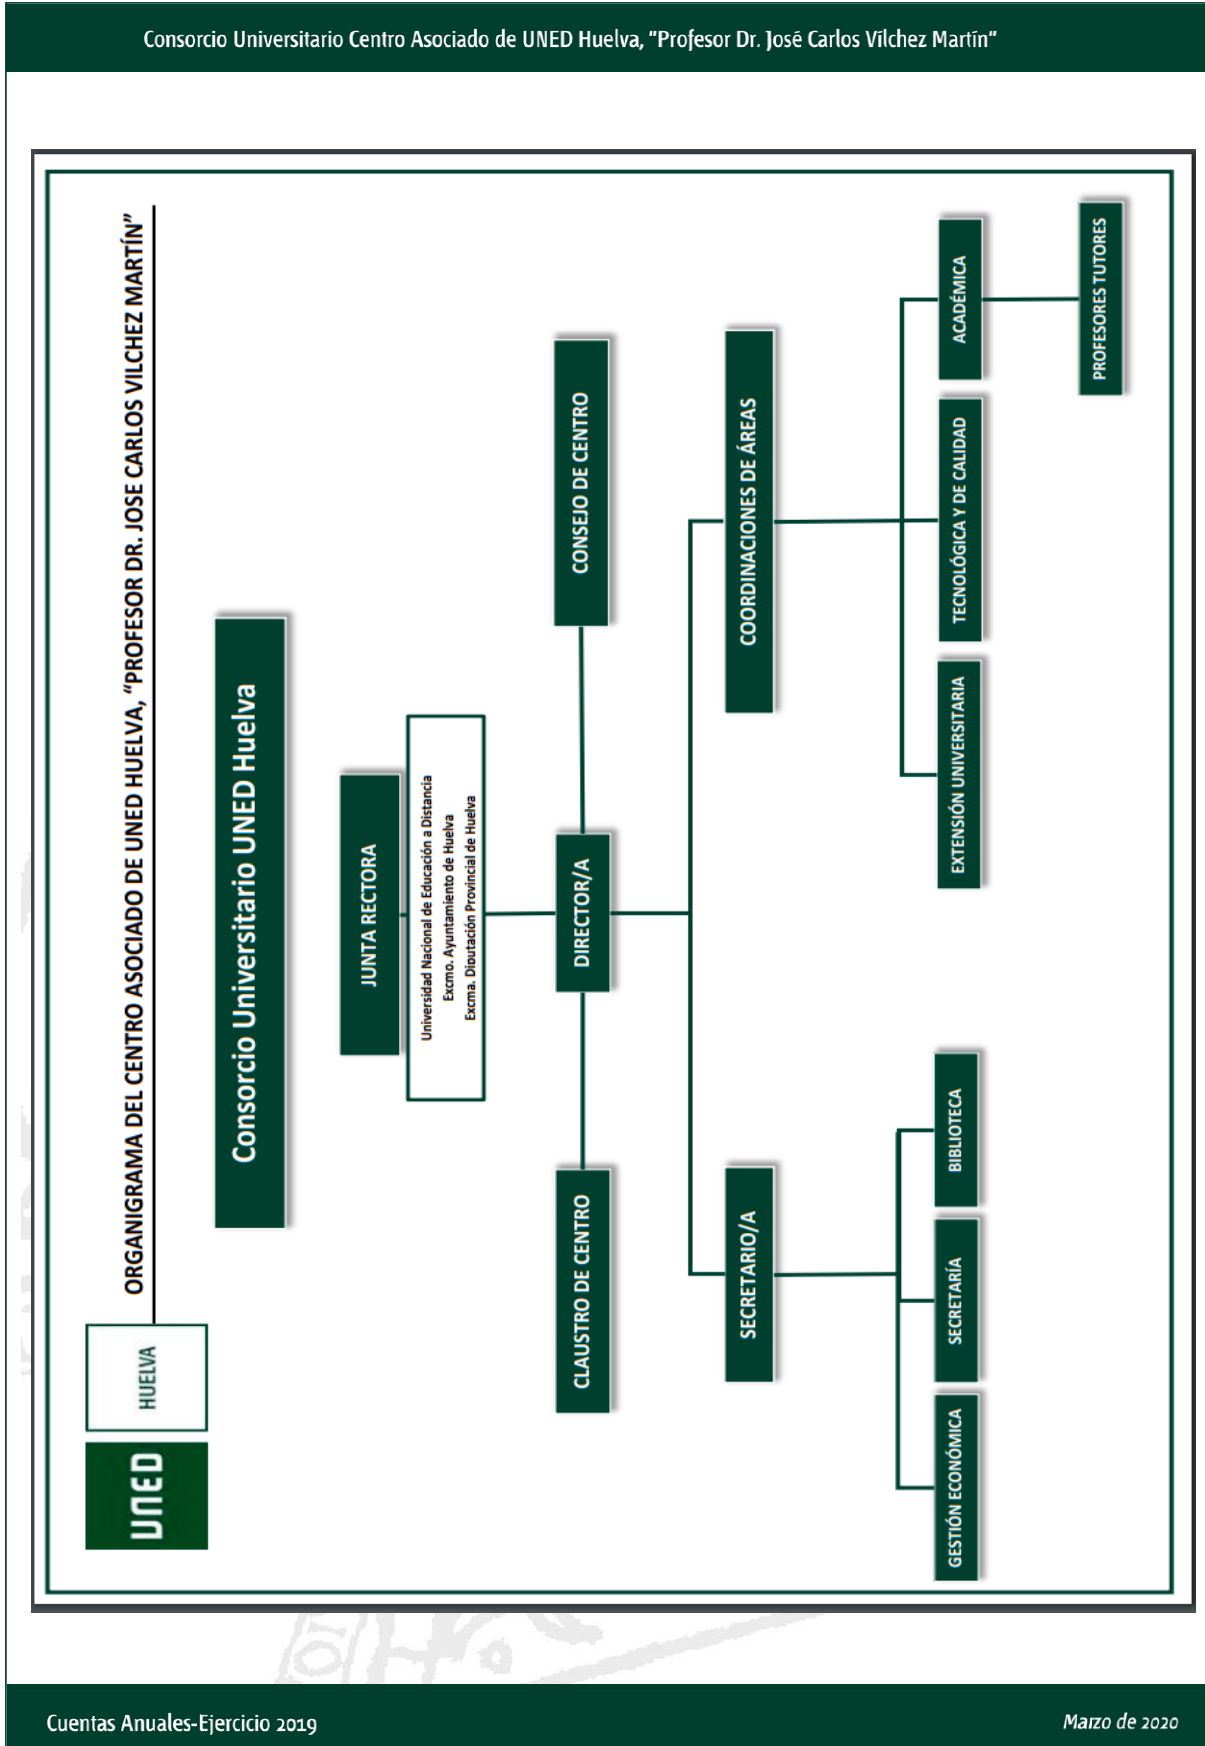 Consorcio Universitario Centro Asociado de UNED Huelva, "Profesor Dr. José Carlos Vílchez Martín"
UNED
HUELVA
ORGANIGRAMA DEL CENTRO ASOCIADO DE UNED HUELVA, "PROFESOR DR. JOSE CARLOS VILCHEZ MARTÍN"
Consorcio Universitario UNED Huelva
JUNTA RECTORA
Universidad Nacional de Educación a Distancia
Excmo. Ayuntamiento de Huelva
Excma. Diputación Provincial de Huelva
CLAUSTRO DE CENTRO
DIRECTOR/A
CONSEJO DE CENTRO
SECRETARIO/A
COORDINACIONES DE ÁREAS
GESTIÓN ECONÓMICA
SECRETARÍA
BIBLIOTECA
EXTENSIÓN UNIVERSITARIA
TECNOLÓGICA Y DE CALIDAD
ACADÉMICA
PROFESORES TUTORES
Cuentas Anuales-Ejercicio 2019
Marzo de 2020